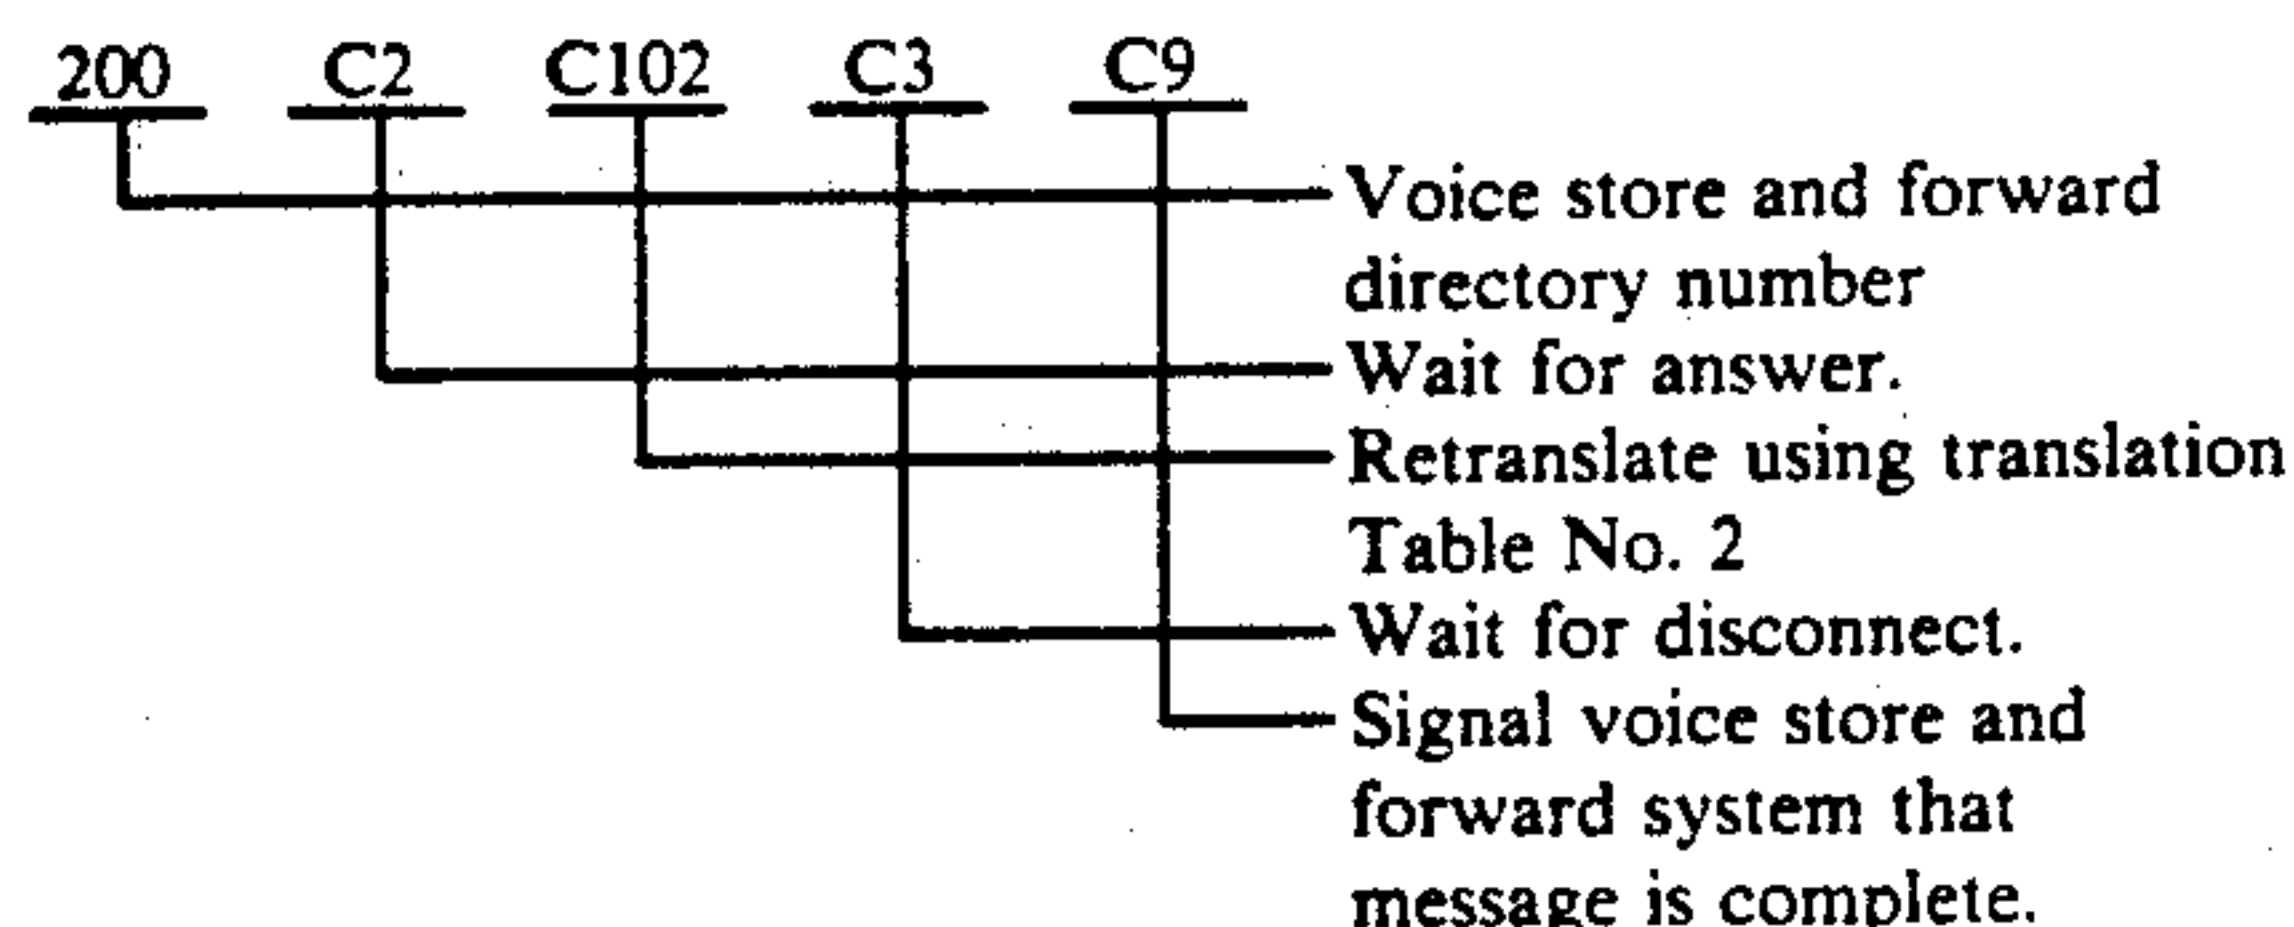 200 C2 C102 C3 C9
Voice store and forward
directory number
Wait for answer.
Retranslate using translation
Table No. 2
Wait for disconnect.
Signal voice store and
forward system that
message is complete.